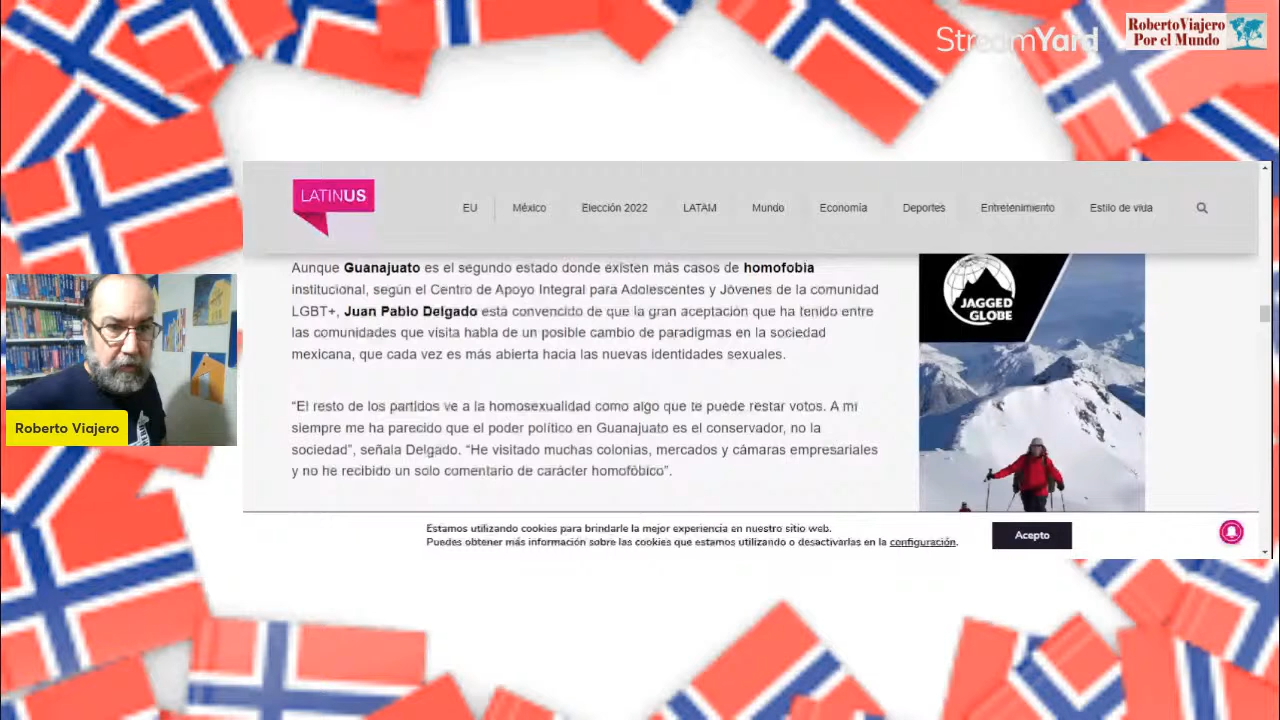 StreamYard
RobertoViajero
Por el Mundo
LATINUS
EU México Elección 2022 LATAM Mundo Economía Deportes Entretenimiento Estilo de vida
Aunque Guanajuato es el segundo estado donde existen más casos de homofobia
institucional, según el Centro de Apoyo Integral para Adolescentes y Jóvenes de la comunidad
LGBT+, Juan Pablo Delgado está convencido de que la gran aceptación que ha tenido entre
las comunidades que visita habla de un posible cambio de paradigmas en la sociedad
mexicana, que cada vez es más abierta hacia las nuevas identidades sexuales.
“El resto de los partidos ve a la homosexualidad como algo que te puede restar votos. A mí
siempre me ha parecido que el poder político en Guanajuato es el conservador, no la
sociedad”, señala Delgado. “He visitado muchas colonias, mercados y cámaras empresariales
y no he recibido un solo comentario de carácter homofóbico”.
JAGGED
GLOBE
Roberto Viajero
Estamos utilizando cookies para brindarle la mejor experiencia en nuestro sitio web.
Puedes obtener más información sobre las cookies que estamos utilizando o desactivarlas en la configuración.
Acepto